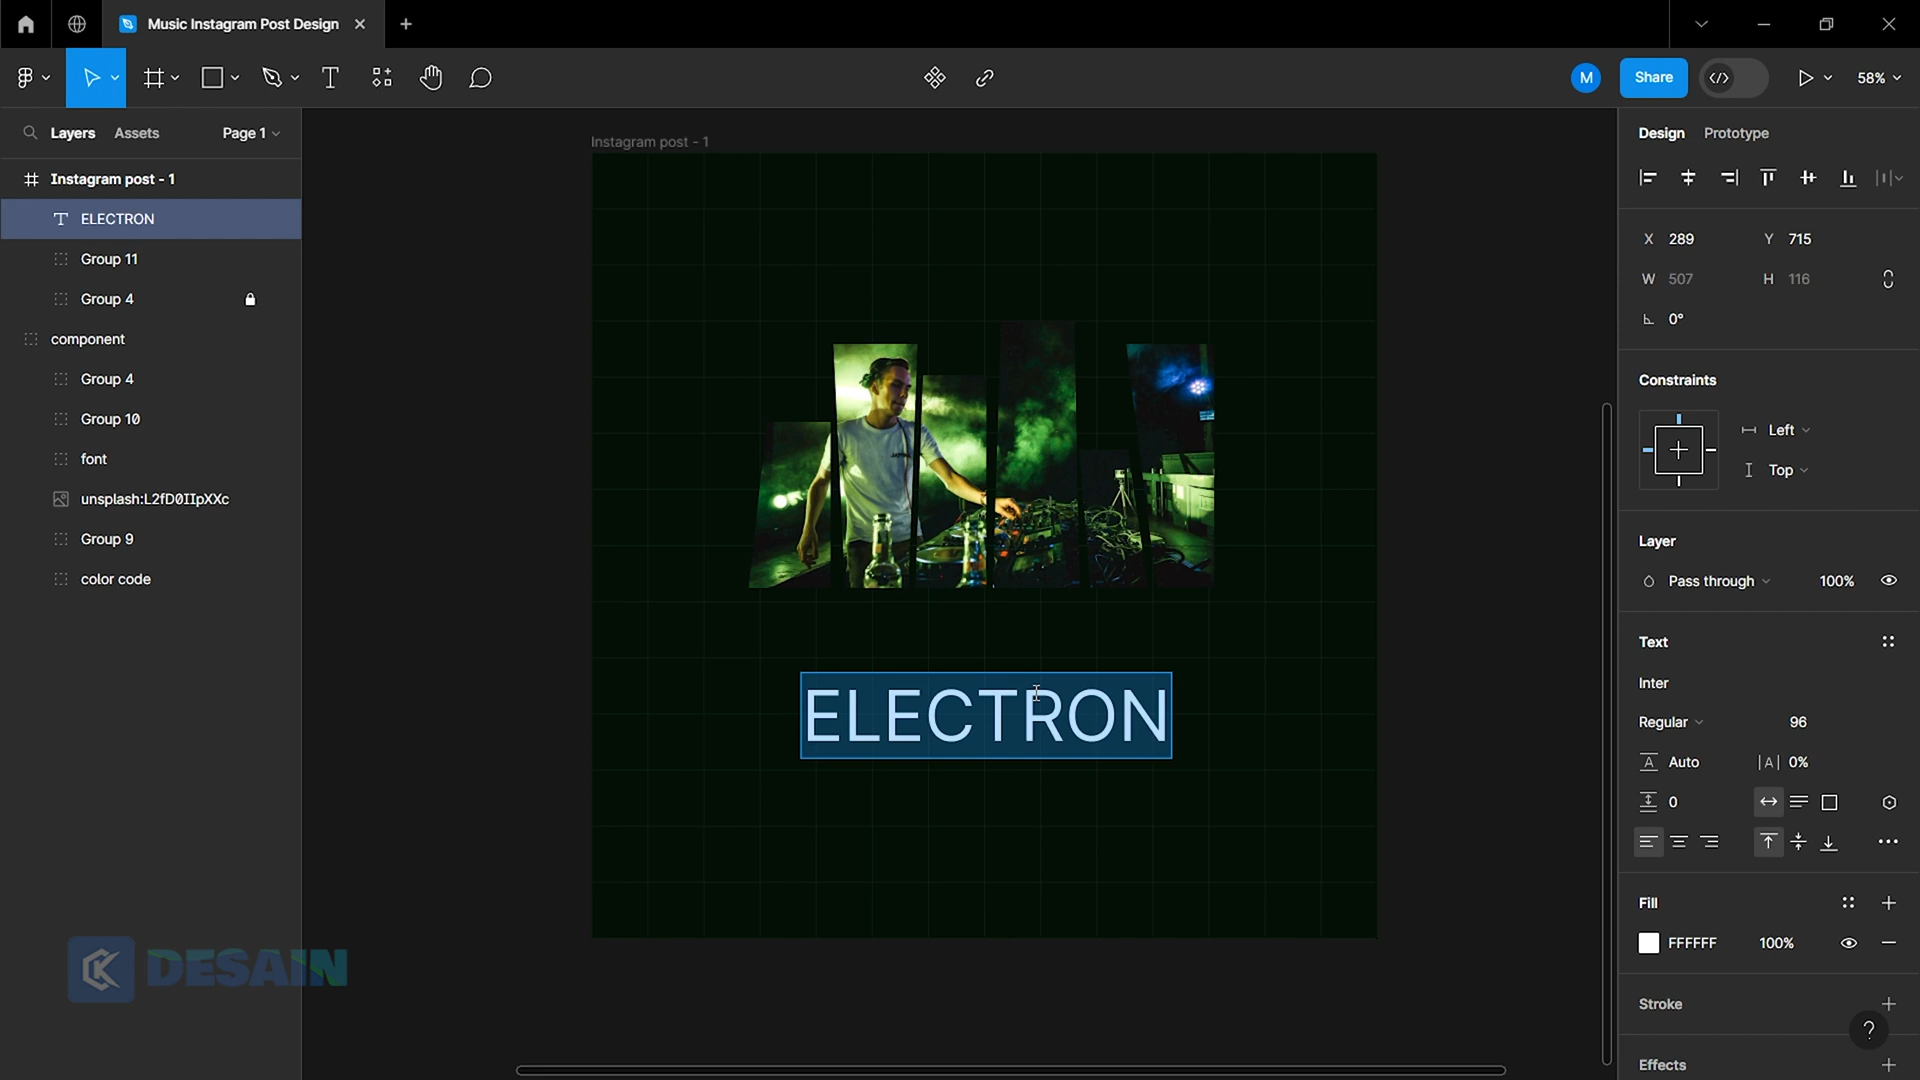 Music Instagram Post Design
M
Share
58%
Layers
Assets
Page 1
Instagram post - 1
ELECTRON
Group 11
Group 4
component
Group 4
Group 10
font
unsplash:L2fD0IIpXXc
Group 9
color code
Instagram post - 1
ELECTRON
DESAIN
Design
Prototype
X 289
Y 715
W 507
H 116
0°
Constraints
Left
Top
Layer
Pass through
100%
Text
Inter
Regular
96
Auto
|A| 0%
0
Fill
FFFFFF
100%
Stroke
?
Effects